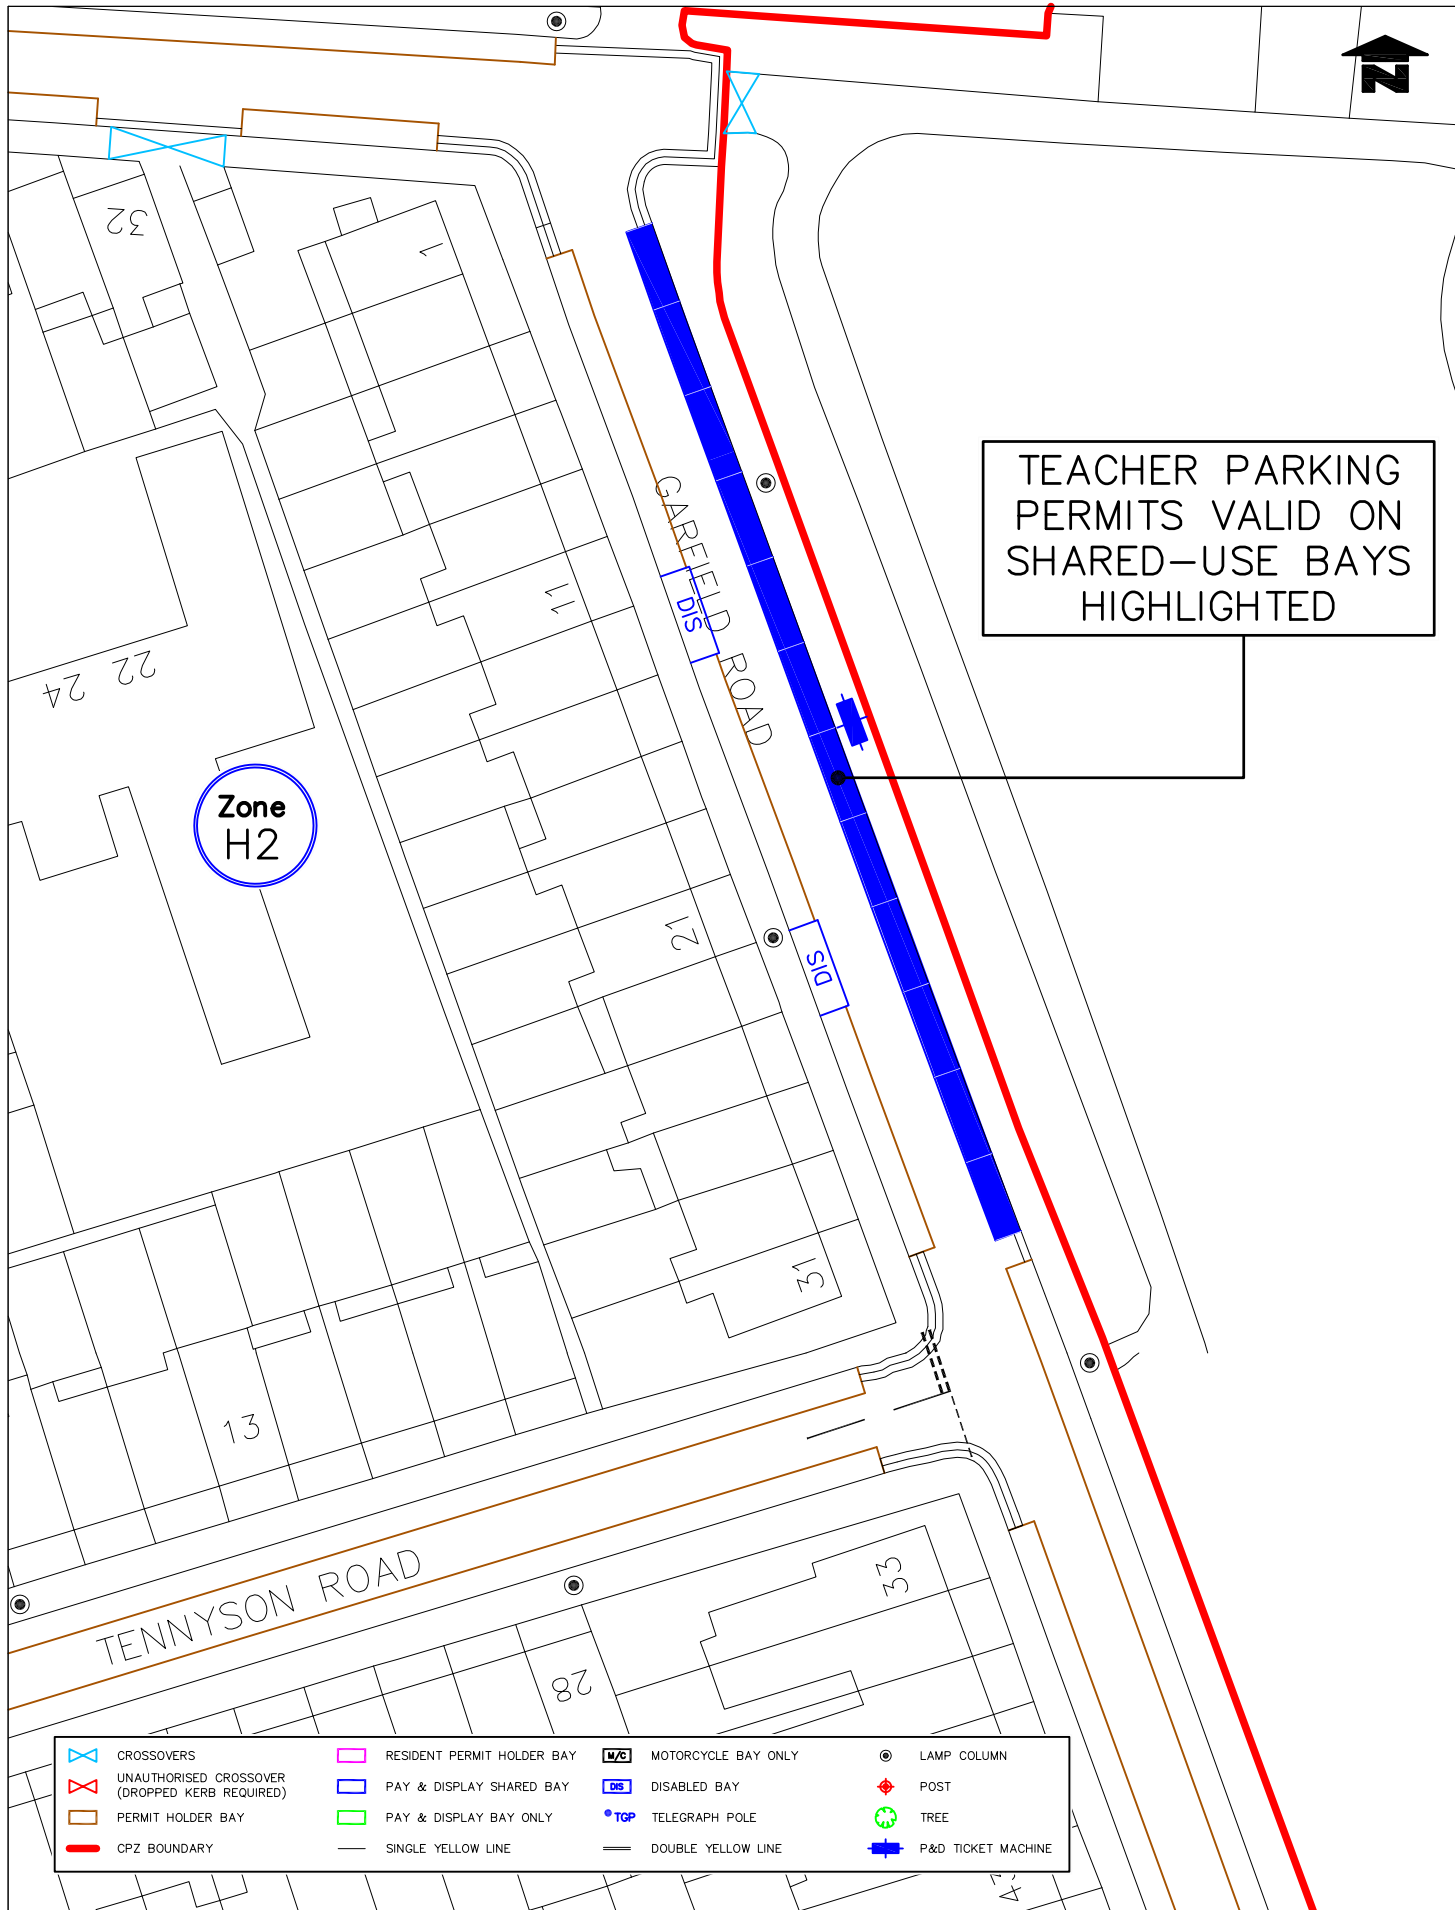 N
32
1
TEACHER PARKING
PERMITS VALID ON
SHARED-USE BAYS
HIGHLIGHTED
GARFIELD ROAD
11
DIS
22
24
Zone
H2
21
DIS
31
13
TENNYSON ROAD
33
28
CROSSOVERS
UNAUTHORISED CROSSOVER
(DROPPED KERB REQUIRED)
PERMIT HOLDER BAY
CPZ BOUNDARY
RESIDENT PERMIT HOLDER BAY
PAY & DISPLAY SHARED BAY
PAY & DISPLAY BAY ONLY
SINGLE YELLOW LINE
M/C MOTORCYCLE BAY ONLY
DIS DISABLED BAY
TGP TELEGRAPH POLE
DOUBLE YELLOW LINE
LAMP COLUMN
POST
TREE
P&D TICKET MACHINE